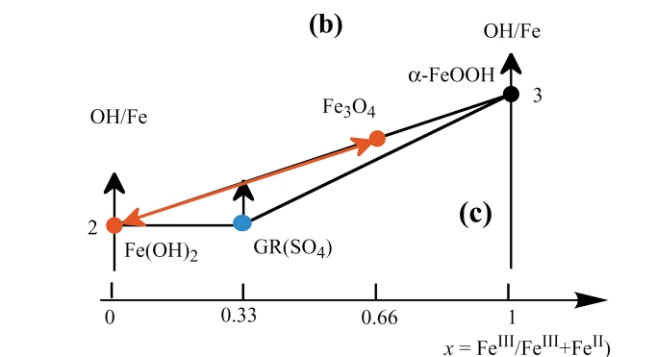 (b)
OH/Fe
α-FeOOH
3
Fe3O4
OH/Fe
(c)
2
Fe(OH)2
GR(SO4)
0
0.33
0.66
1
x = FeIII/FeIII+FeII)